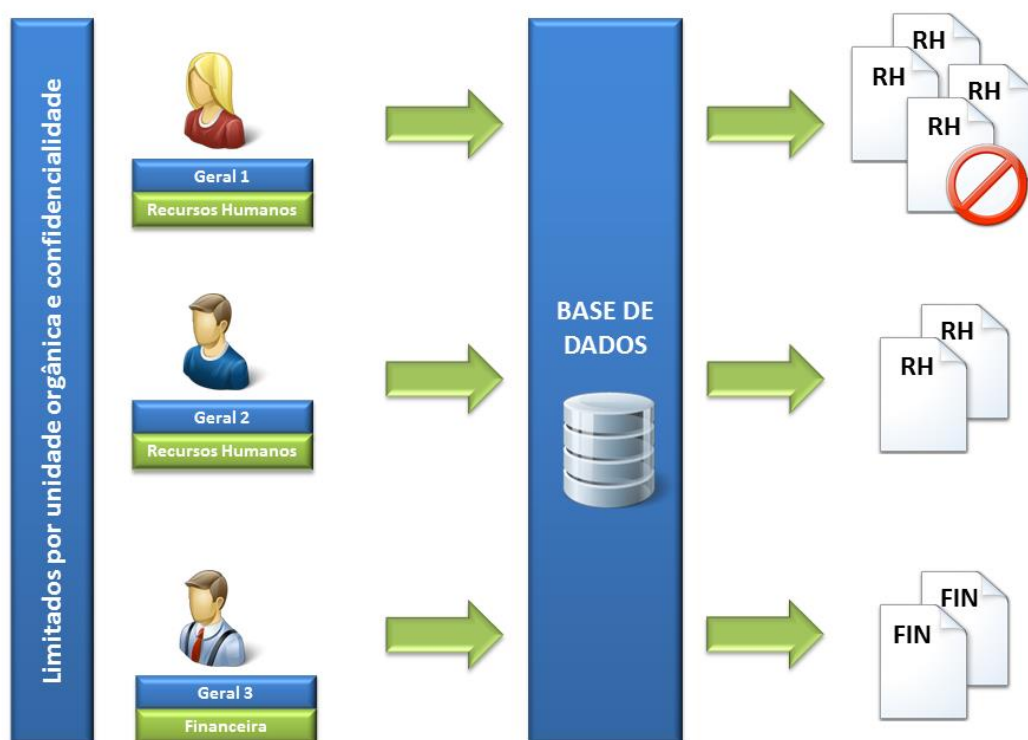 Limitados por unidade orgânica e confidencialidade
Geral 1
Recursos Humanos
Geral 2
Recursos Humanos
Geral 3
Financeira
BASE DE
DADOS
RH
RH
RH
RH
RH
RH
FIN
FIN